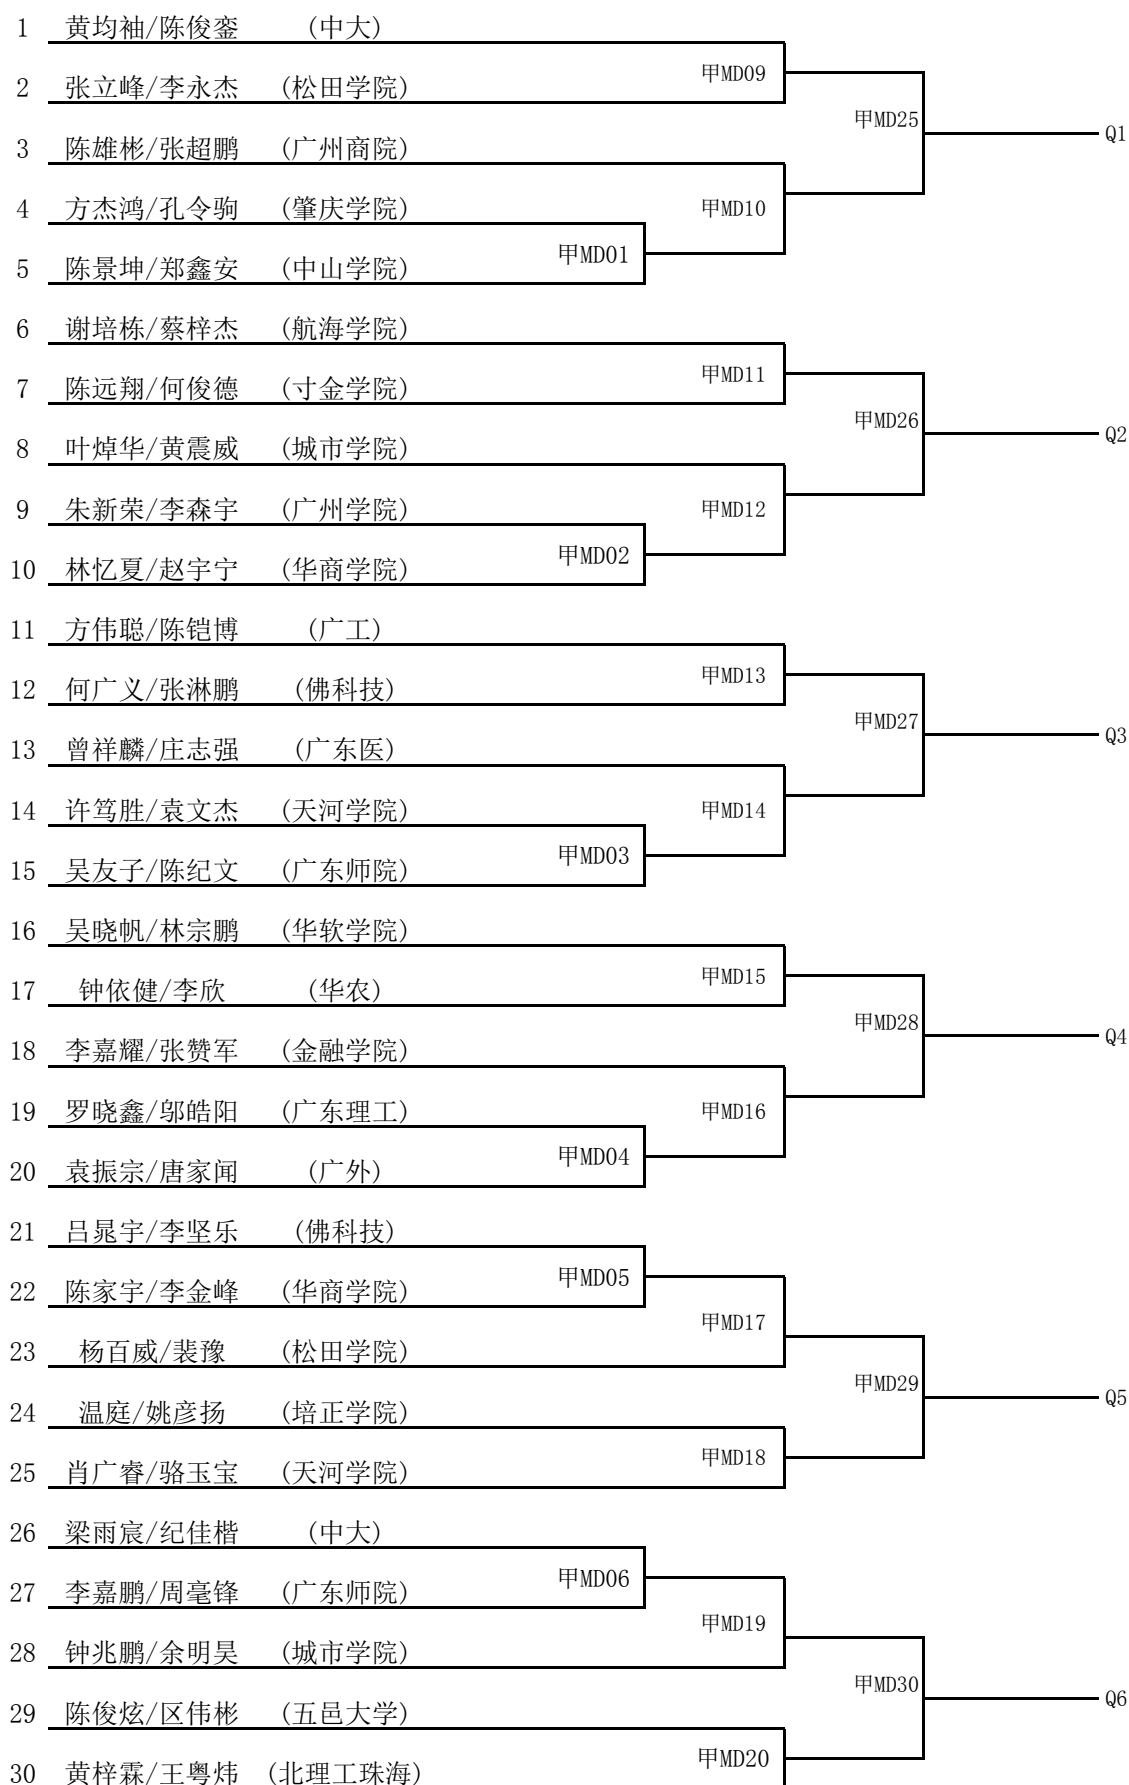 1 黄均袖/陈俊銮 (中大)
甲MD09
2 张立峰/李永杰 (松田学院)
甲MD25
Q1
3 陈雄彬/张超鹏 (广州商院)
4 方杰鸿/孔令驹 (肇庆学院)
甲MD10
甲MD01
5 陈景坤/郑鑫安 (中山学院)
6 谢培栋/蔡梓杰 (航海学院)
甲MD11
7 陈远翔/何俊德 (寸金学院)
甲MD26
Q2
8 叶焯华/黄震威 (城市学院)
9 朱新荣/李森宇 (广州学院)
甲MD12
甲MD02
10 林忆夏/赵宇宁 (华商学院)
11 方伟聪/陈铠博 (广工)
甲MD13
12 何广义/张淋鹏 (佛科技)
甲MD27
Q3
13 曾祥麟/庄志强 (广东医)
14 许笃胜/袁文杰 (天河学院)
甲MD14
甲MD03
15 吴友子/陈纪文 (广东师院)
16 吴晓帆/林宗鹏 (华软学院)
甲MD15
17 钟依健/李欣 (华农)
甲MD28
Q4
18 李嘉耀/张赞军 (金融学院)
19 罗晓鑫/邬皓阳 (广东理工)
甲MD16
甲MD04
20 袁振宗/唐家闻 (广外)
21 吕晁宇/李坚乐 (佛科技)
甲MD05
22 陈家宇/李金峰 (华商学院)
甲MD17
23 杨百威/裴豫 (松田学院)
甲MD29
Q5
24 温庭/姚彦扬 (培正学院)
甲MD18
25 肖广睿/骆玉宝 (天河学院)
26 梁雨宸/纪佳楷 (中大)
甲MD06
27 李嘉鹏/周毫锋 (广东师院)
甲MD19
28 钟兆鹏/余明昊 (城市学院)
甲MD30
Q6
29 陈俊炫/区伟彬 (五邑大学)
甲MD20
30 黄梓霖/王粤炜 (北理工珠海)